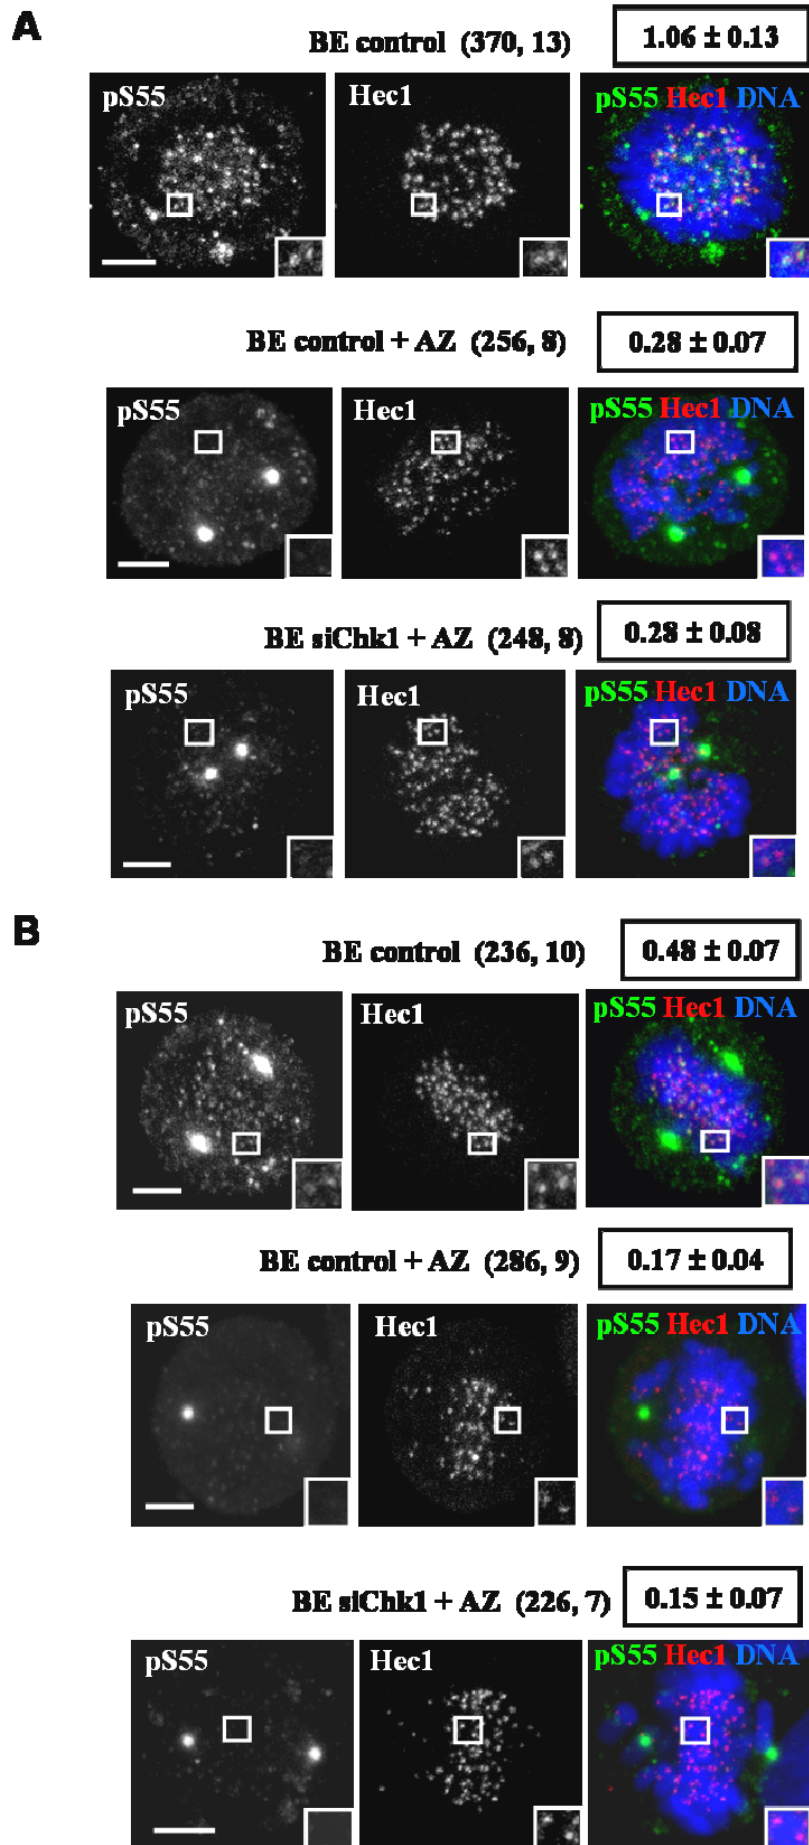 A
BE control (370, 13) 1.06 ± 0.13
pS55 Hec1 pS55 Hec1 DNA
BE control + AZ (256, 8) 0.28 ± 0.07
pS55 Hec1 pS55 Hec1 DNA
BE siChk1 + AZ (248, 8) 0.28 ± 0.08
pS55 Hec1 pS55 Hec1 DNA
B
BE control (236, 10) 0.48 ± 0.07
pS55 Hec1 pS55 Hec1 DNA
BE control + AZ (286, 9) 0.17 ± 0.04
pS55 Hec1 pS55 Hec1 DNA
BE siChk1 + AZ (226, 7) 0.15 ± 0.07
pS55 Hec1 pS55 Hec1 DNA